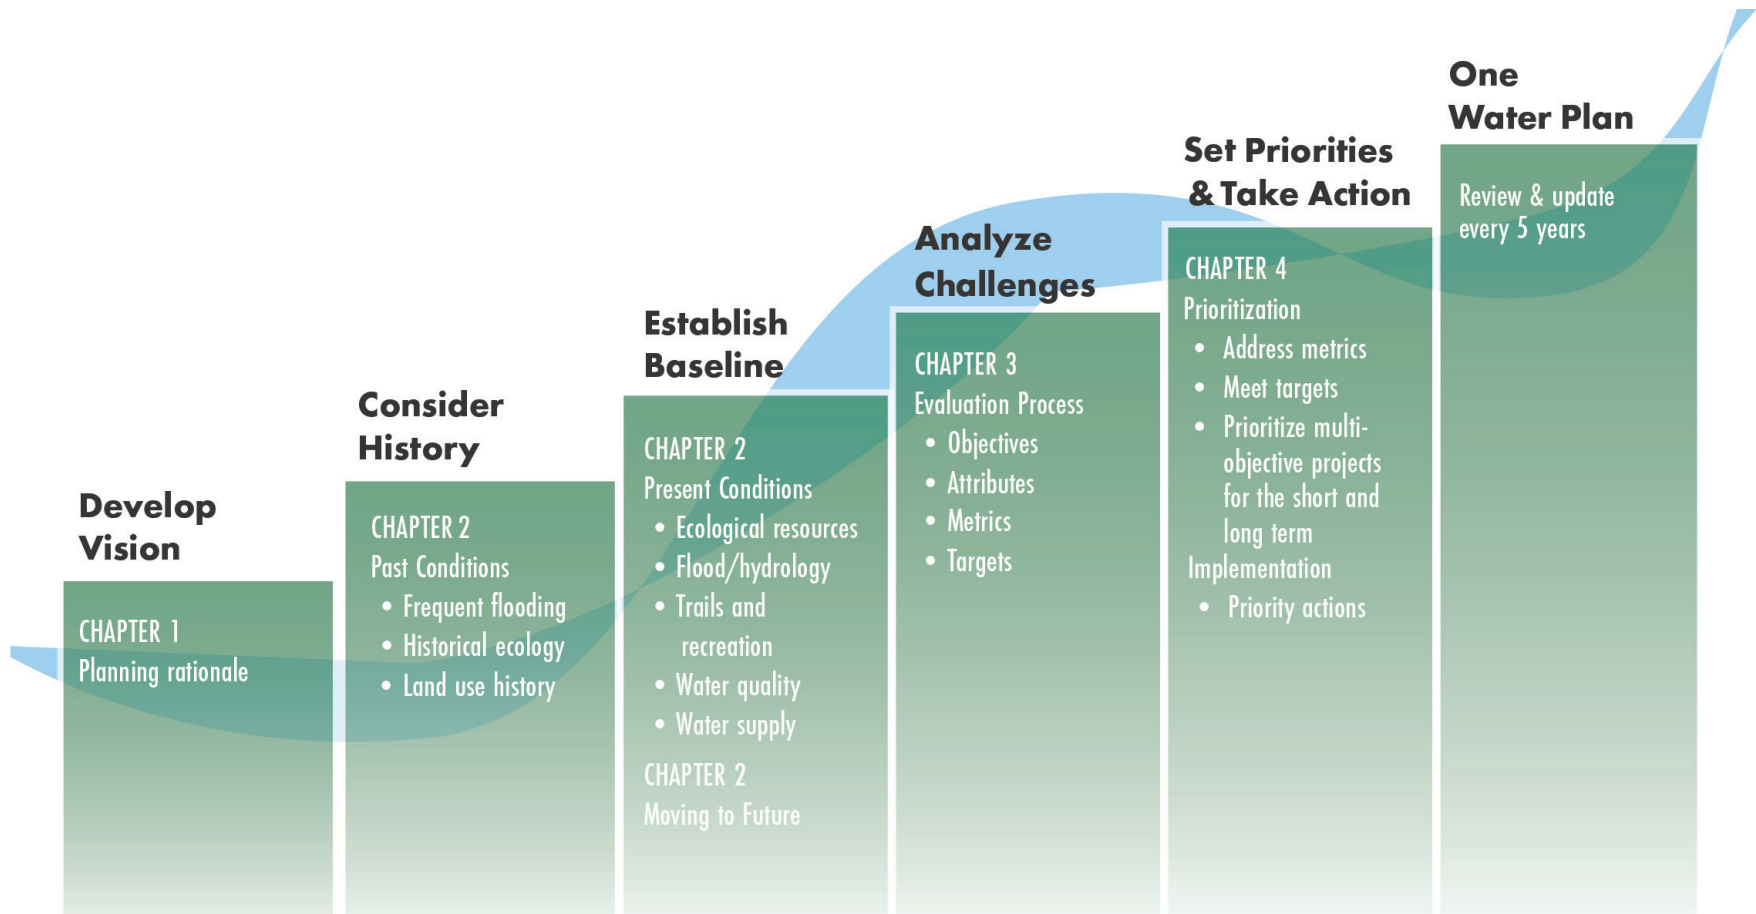 Develop
Vision
CHAPTER 1
Planning rationale
Consider
History
CHAPTER 2
Past Conditions
• Frequent flooding
• Historical ecology
• Land use history
Establish
Baseline
CHAPTER 2
Present Conditions
• Ecological resources
• Flood/hydrology
• Trails and
recreation
• Water quality
• Water supply
CHAPTER 2
Moving to Future
Analyze
Challenges
CHAPTER 3
Evaluation Process
• Objectives
• Attributes
• Metrics
• Targets
Set Priorities
& Take Action
CHAPTER 4
Prioritization
• Address metrics
• Meet targets
• Prioritize multi-
objective projects
for the short and
long term
Implementation
• Priority actions
One
Water Plan
Review & update
every 5 years